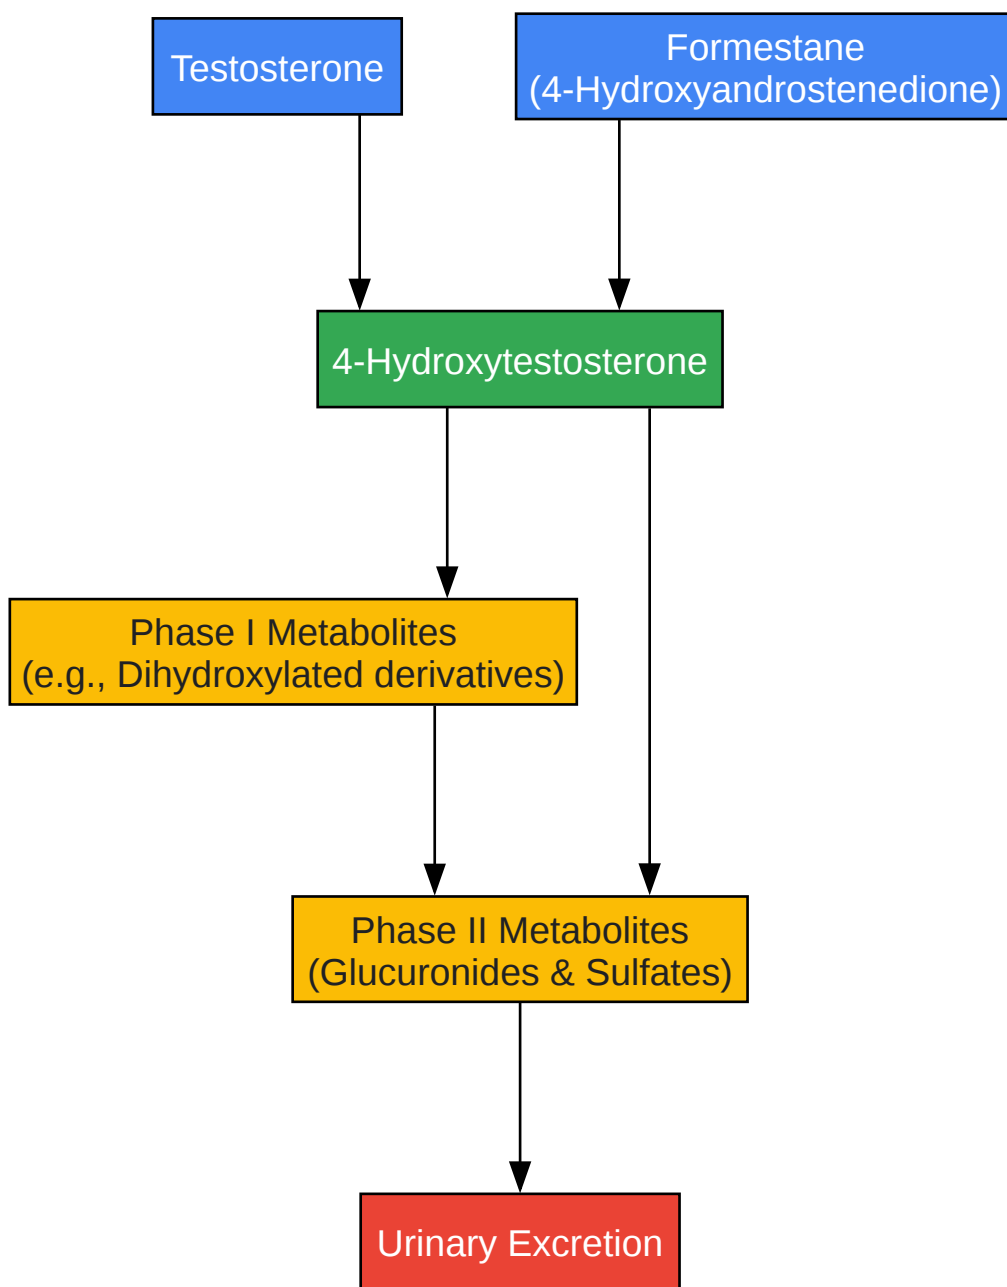 Testosterone
Formestane
(4-Hydroxyandrostenedione)
4-Hydroxytestosterone
Phase I Metabolites
(e.g., Dihydroxylated derivatives)
Phase II Metabolites
(Glucuronides & Sulfates)
Urinary Excretion